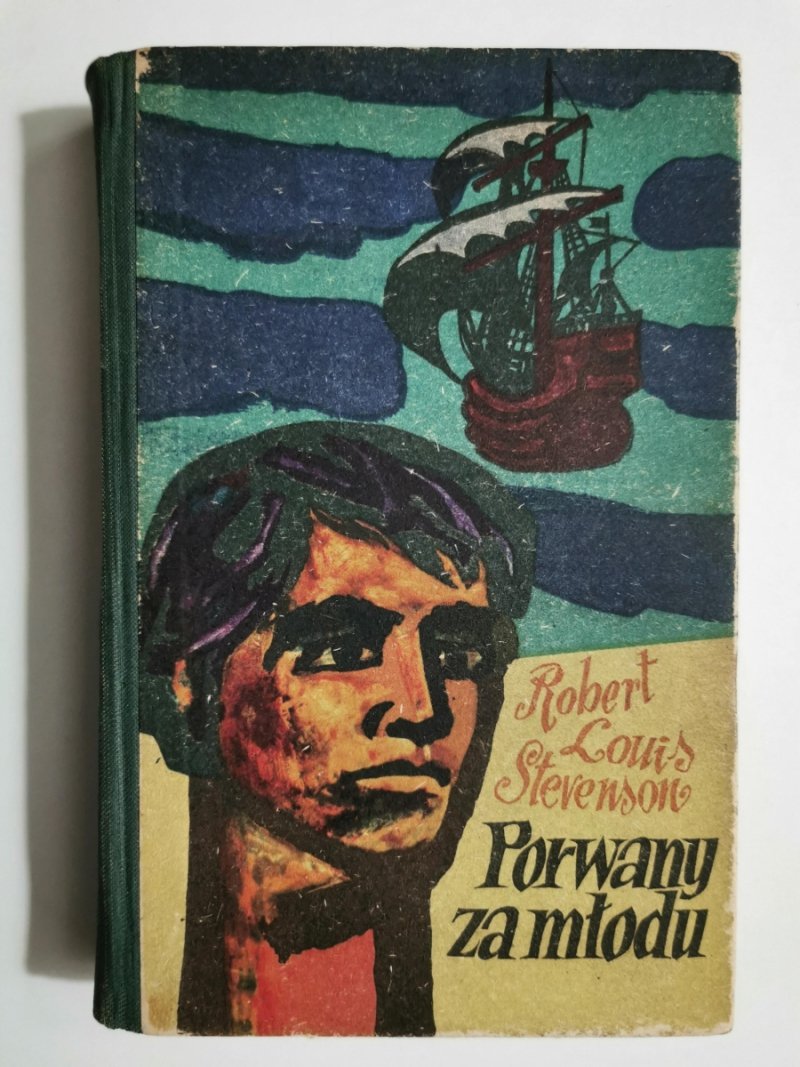 Robert
Louis
Stevenson
Porwany
za młodu